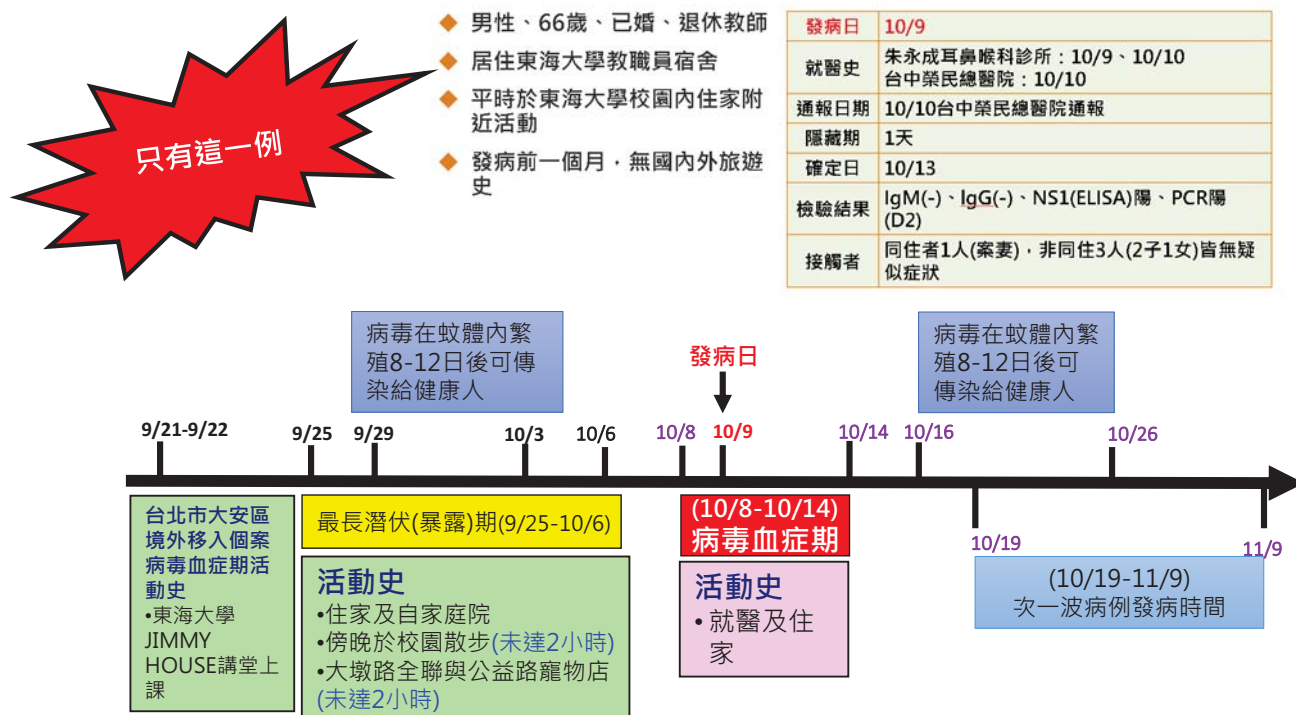 只有這一例
◆ 男性、66歲、已婚、退休教師
◆ 居住東海大學教職員宿舍
◆ 平時於東海大學校園內住家附
近活動
◆ 發病前一個月，無國內外旅遊
史
發病日 10/9
就醫史 朱永成耳鼻喉科診所：10/9、10/10
台中榮民總醫院：10/10
通報日期 10/10台中榮民總醫院通報
隱藏期 1天
確定日 10/13
檢驗結果 IgM(-)、IgG(-)、NS1(ELISA)陽、PCR陽
(D2)
接觸者 同住者1人(案妻)，非同住3人(2子1女)皆無疑
似症狀
病毒在蚊體內繁
殖8-12日後可傳
染給健康人
發病日
病毒在蚊體內繁
殖8-12日後可
傳染給健康人
9/21-9/22 9/25 9/29 10/3 10/6 10/8 10/9 10/14 10/16 10/26
10/19 11/9
台北市大安區
境外移入個案
病毒血症期活
動史
•東海大學
JIMMY
HOUSE講堂上
課
最長潛伏(暴露)期(9/25-10/6)
活動史
•住家及自家庭院
•傍晚於校園散步(未達2小時)
•大墩路全聯與公益路寵物店
(未達2小時)
(10/8-10/14)
病毒血症期
活動史
•就醫及住
家
(10/19-11/9)
次一波病例發病時間